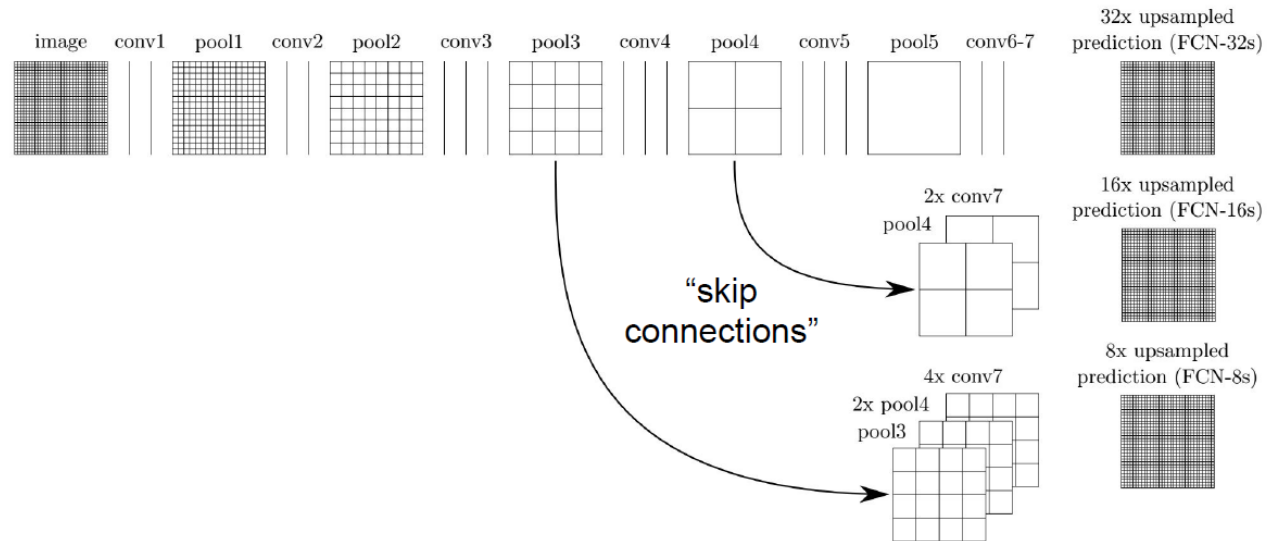 image conv1 pool1 conv2 pool2 conv3 pool3 conv4 pool4 conv5 pool5 conv6-7
32x upsampled
prediction (FCN-32s)
2x conv7
pool4
16x upsampled
prediction (FCN-16s)
“skip
connections”
4x conv7
2x pool4
pool3
8x upsampled
prediction (FCN-8s)